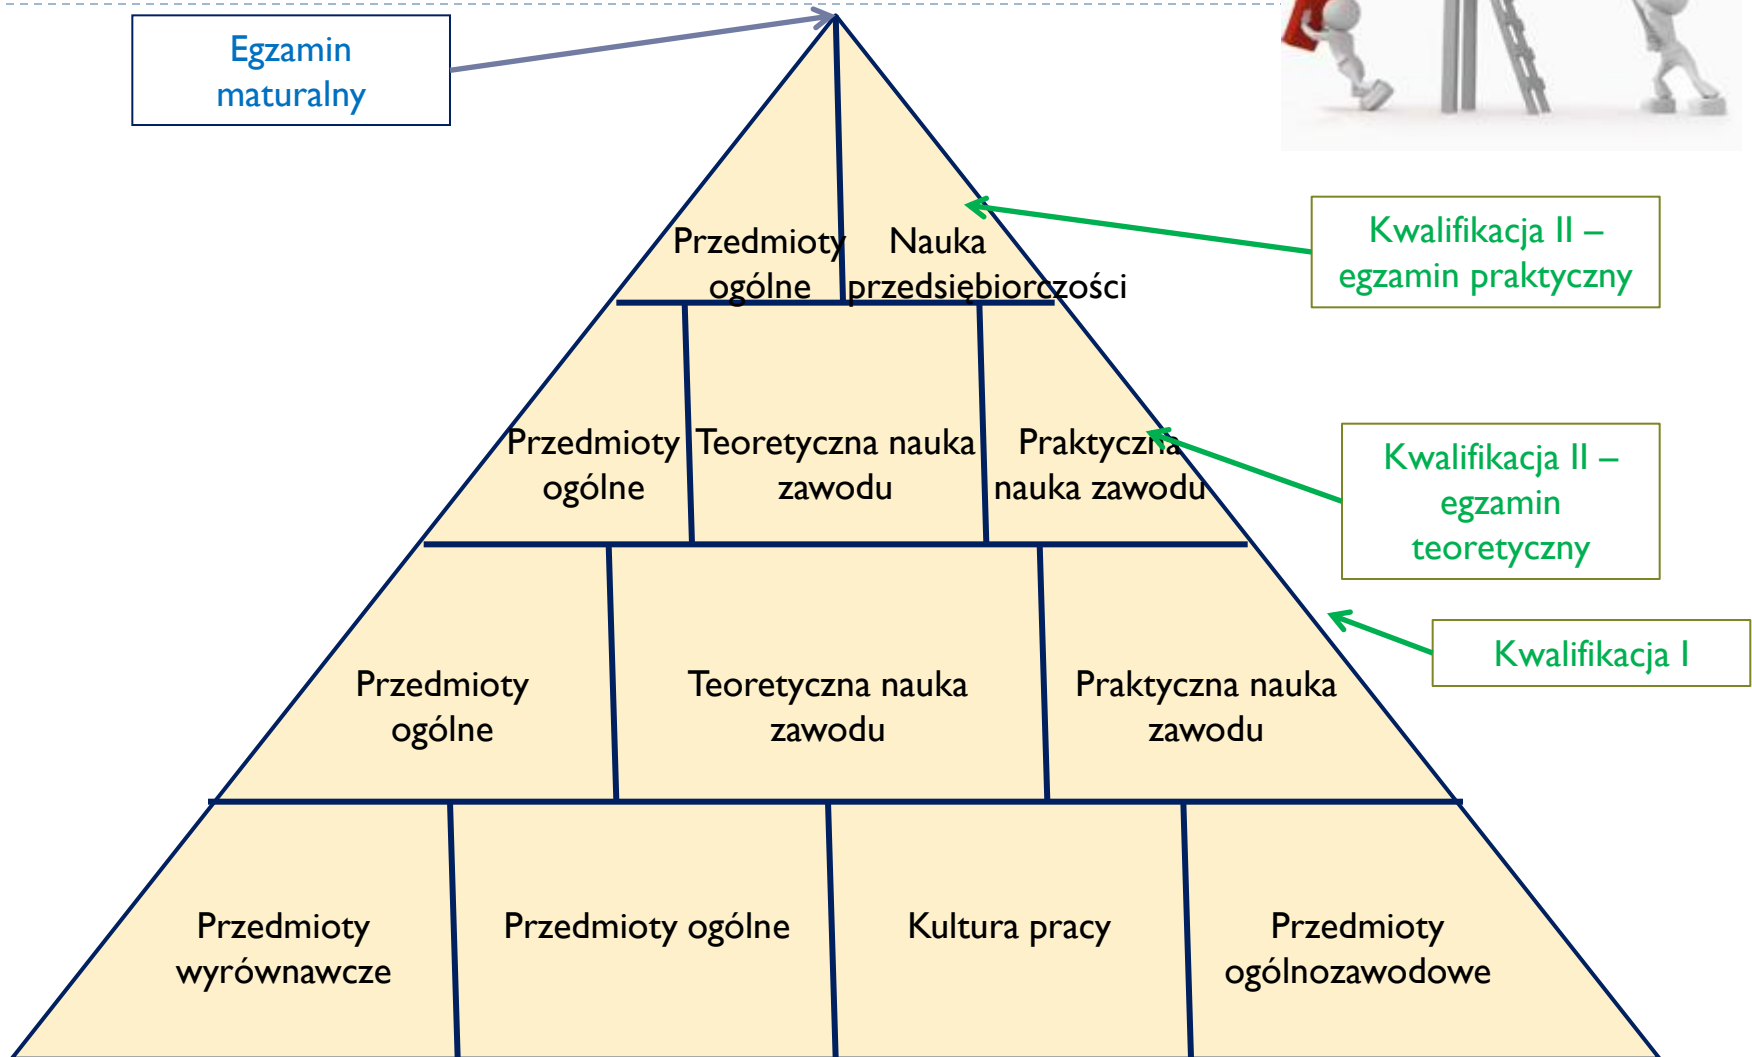 Egzamin
maturalny
Przedmioty
ogólne
Nauka
przedsiębiorczości
Kwalifikacja II –
egzamin praktyczny
Przedmioty
ogólne
Teoretyczna nauka
zawodu
Praktyczna
nauka zawodu
Kwalifikacja II –
egzamin
teoretyczny
Kwalifikacja I
Przedmioty
ogólne
Teoretyczna nauka
zawodu
Praktyczna nauka
zawodu
Przedmioty
wyrównawcze
Przedmioty ogólne
Kultura pracy
Przedmioty
ogólnozawodowe